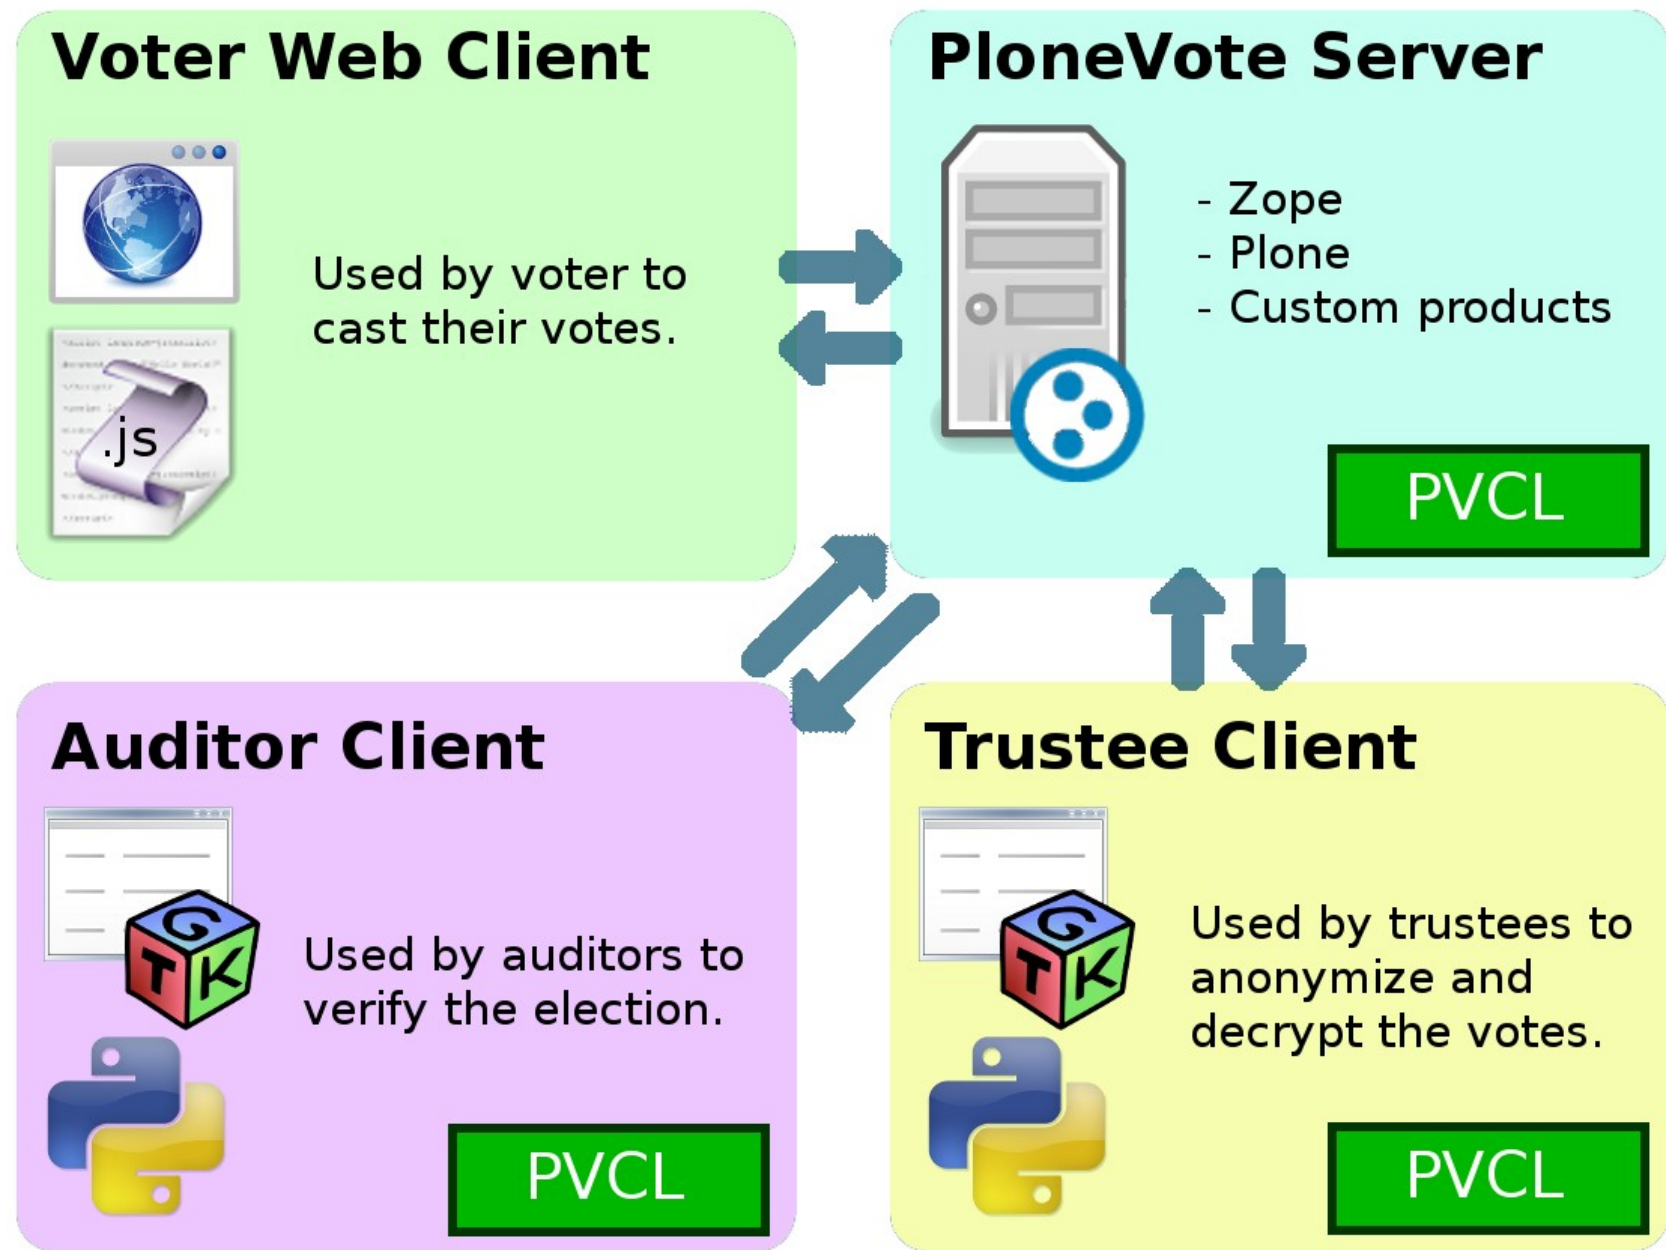 Voter Web Client
Used by voter to
cast their votes.
.js
PloneVote Server
- Zope
- Plone
- Custom products
PVCL
Auditor Client
G
T K
Used by auditors to
verify the election.
PVCL
Trustee Client
G
T K
Used by trustees to
anonymize and
decrypt the votes.
PVCL